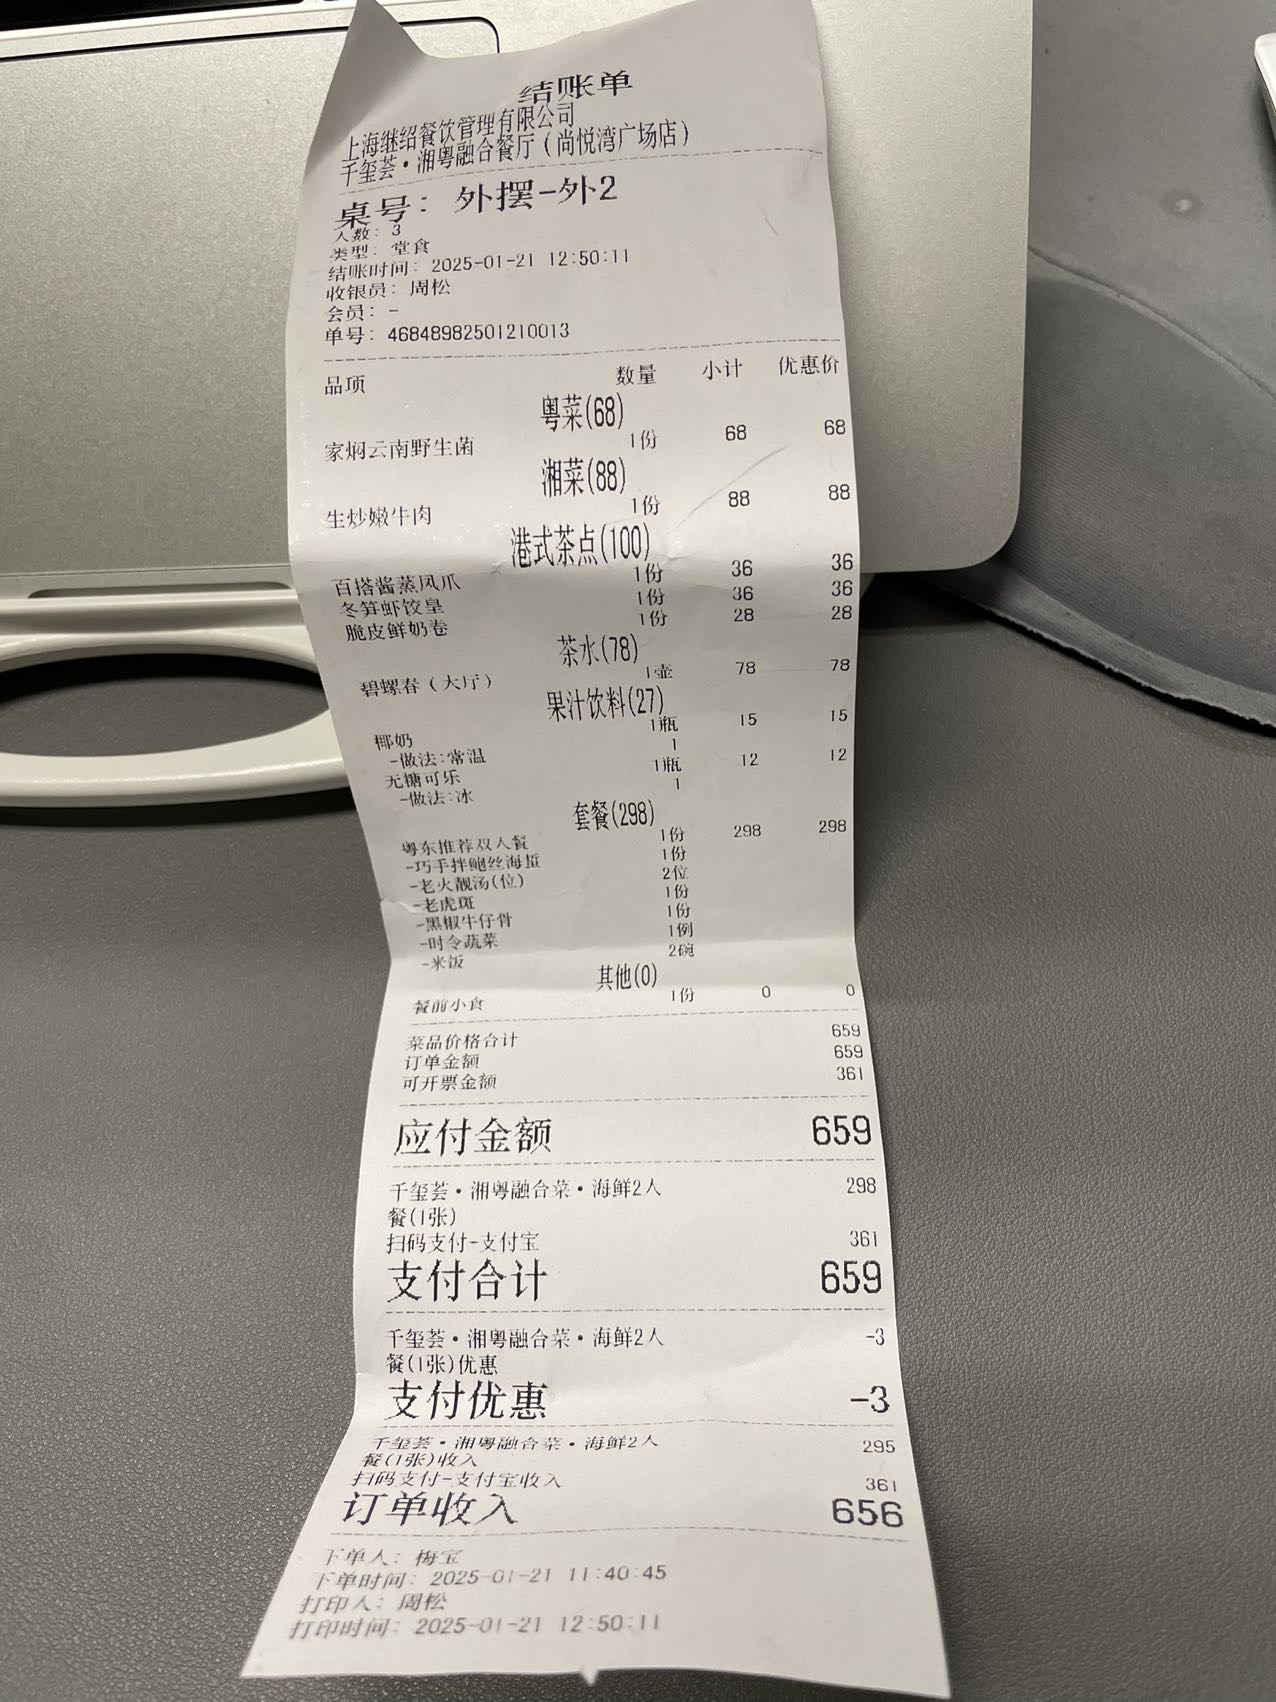 结账单
上海继绍餐饮管理有限公司
千玺荟·湘粤融合餐厅(尚悦湾广场店)
桌号: 外摆-外2
人数: 3
类型: 堂食
结账时间: 2025-01-21 12:50:11
收银员: 周松
会员: -
单号: 46848982501210013
品项 数量 小计 优惠价
粤菜(68)
家焖云南野生菌 1份 68 68
湘菜(88)
生炒嫩牛肉 1份 88 88
港式茶点(100)
百搭酱蒸凤爪 1份 36 36
冬笋虾饺皇 1份 36 36
脆皮鲜奶卷 1份 28 28
茶水(78)
碧螺春(大厅) 1壶 78 78
果汁饮料(27)
椰奶 1瓶 15 15
-做法:常温 1
无糖可乐 1瓶 12 12
-做法:冰 1
套餐(298)
粤东推荐双人餐 1份 298 298
-巧手拌鲍丝海蜇 1份
-老火靓汤(位) 2位
-老虎斑 1份
-黑椒牛仔骨 1份
-时令蔬菜 1例
-米饭 2碗
其他(0)
餐前小食 1份 0 0
菜品价格合计 659
订单金额 659
可开票金额 361
应付金额 659
千玺荟·湘粤融合菜·海鲜2人 298
餐(1张)
扫码支付-支付宝 361
支付合计 659
千玺荟·湘粤融合菜·海鲜2人 -3
餐(1张)优惠
支付优惠 -3
千玺荟·湘粤融合菜·海鲜2人 295
餐(1张)收入
扫码支付-支付宝收入 361
订单收入 656
下单人: 梅宝
下单时间: 2025-01-21 11:40:45
打印人: 周松
打印时间: 2025-01-21 12:50:11